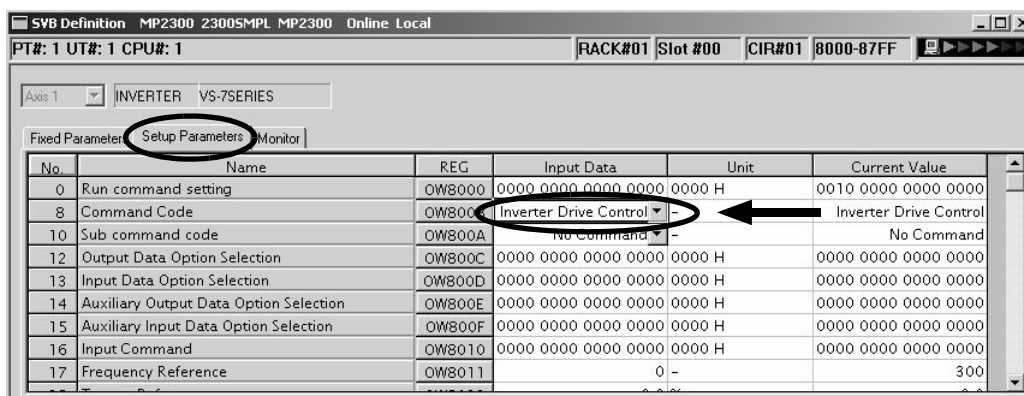 SVB Definition MP2300 2300SMPL MP2300 Online Local
PT#: 1 UT#: 1 CPU#: 1 RACK#01 Slot #00 CIR#01 8000-87FF
Axis 1 INVERTER VS-7SERIES
Fixed Parameters Setup Parameters Monitor
No. Name REG Input Data Unit Current Value
0 Run command setting OW8000 0000 0000 0000 0000 0000 H 0010 0000 0000 0000
8 Command Code OW8008 Inverter Drive Control - Inverter Drive Control
10 Sub command code OW800A No Command - No Command
12 Output Data Option Selection OW800C 0000 0000 0000 0000 0000 H 0000 0000 0000 0000
13 Input Data Option Selection OW800D 0000 0000 0000 0000 0000 H 0000 0000 0000 0000
14 Auxiliary Output Data Option Selection OW800E 0000 0000 0000 0000 0000 H 0000 0000 0000 0000
15 Auxiliary Input Data Option Selection OW800F 0000 0000 0000 0000 0000 H 0000 0000 0000 0000
16 Input Command OW8010 0000 0000 0000 0000 0000 H 0000 0000 0000 0000
17 Frequency Reference OW8011 0 - 300